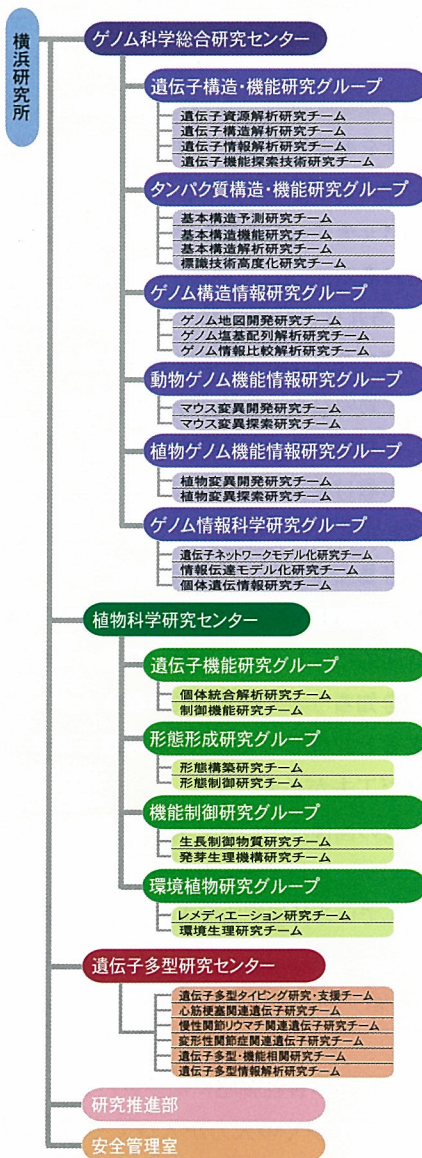 横浜研究所
ゲノム科学総合研究センター
遺伝子構造・機能研究グループ
遺伝子資源解析研究チーム
遺伝子構造解析研究チーム
遺伝子情報解析研究チーム
遺伝子機能探索技術研究チーム
タンパク質構造・機能研究グループ
基本構造予測研究チーム
基本構造機能研究チーム
基本構造解析研究チーム
標識技術高度化研究チーム
ゲノム構造情報研究グループ
ゲノム地図開発研究チーム
ゲノム塩基配列解析研究チーム
ゲノム情報比較解析研究チーム
動物ゲノム機能情報研究グループ
マウス変異開発研究チーム
マウス変異探索研究チーム
植物ゲノム機能情報研究グループ
植物変異開発研究チーム
植物変異探索研究チーム
ゲノム情報科学研究グループ
遺伝子ネットワークモデル化研究チーム
情報伝達モデル化研究チーム
個体遺伝情報研究チーム
植物科学研究センター
遺伝子機能研究グループ
個体統合解析研究チーム
制御機能研究チーム
形態形成研究グループ
形態構築研究チーム
形態制御研究チーム
機能制御研究グループ
生長制御物質研究チーム
発芽生理機構研究チーム
環境植物研究グループ
レメディエーション研究チーム
環境生理研究チーム
遺伝子多型研究センター
遺伝子多型タイピング研究・支援チーム
心筋梗塞関連遺伝子研究チーム
慢性関節リウマチ関連遺伝子研究チーム
変形性関節症関連遺伝子研究チーム
遺伝子多型・機能相関研究チーム
遺伝子多型情報解析研究チーム
研究推進部
安全管理室